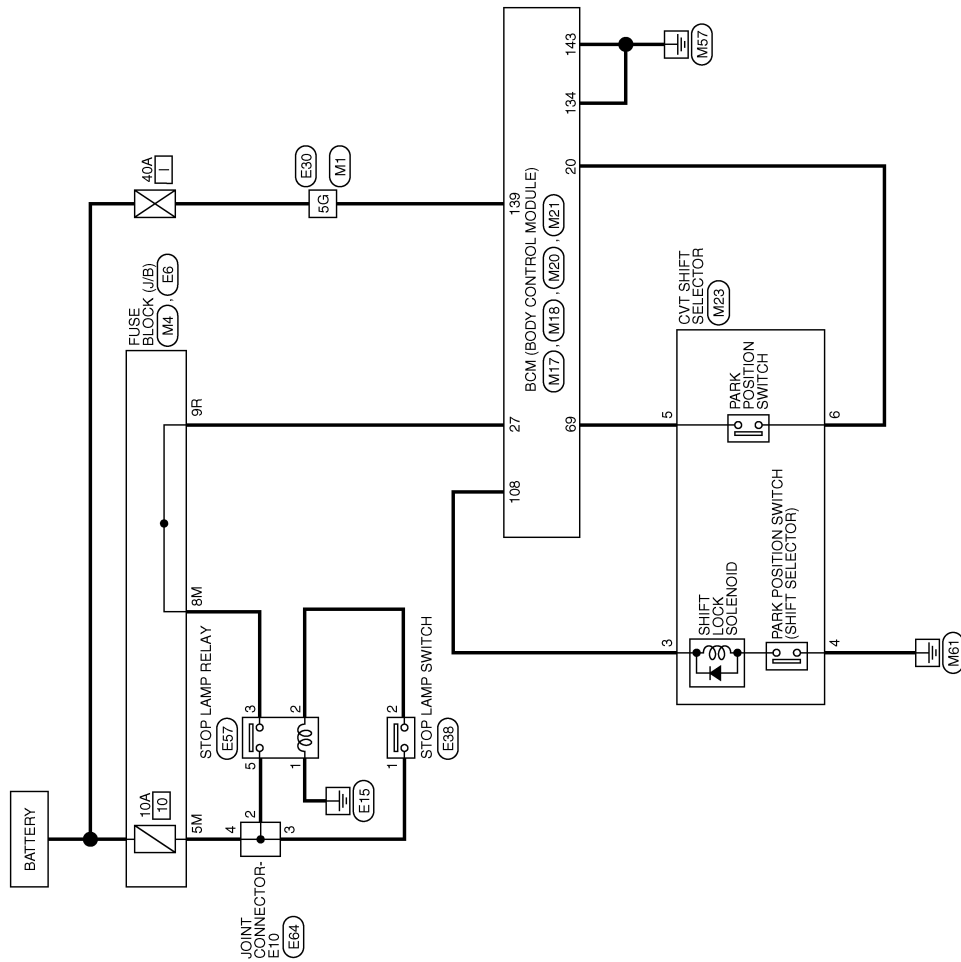 BATTERY
10A
10
5M
JOINT
CONNECTOR-
E10
E64
4
2
3
STOP LAMP RELAY
E57
5
3
1
2
E15
1
2
STOP LAMP SWITCH
E38
8M
9R
FUSE
BLOCK (J/B)
M4 , E6
40A
I
5G
E30
M1
108
27
139
BCM (BODY CONTROL MODULE)
M17 , M18 , M20 , M21
69
20
134
143
M57
CVT SHIFT
SELECTOR
M23
3
5
SHIFT
LOCK
SOLENOID
PARK POSITION SWITCH
(SHIFT SELECTOR)
PARK
POSITION
SWITCH
4
6
M61